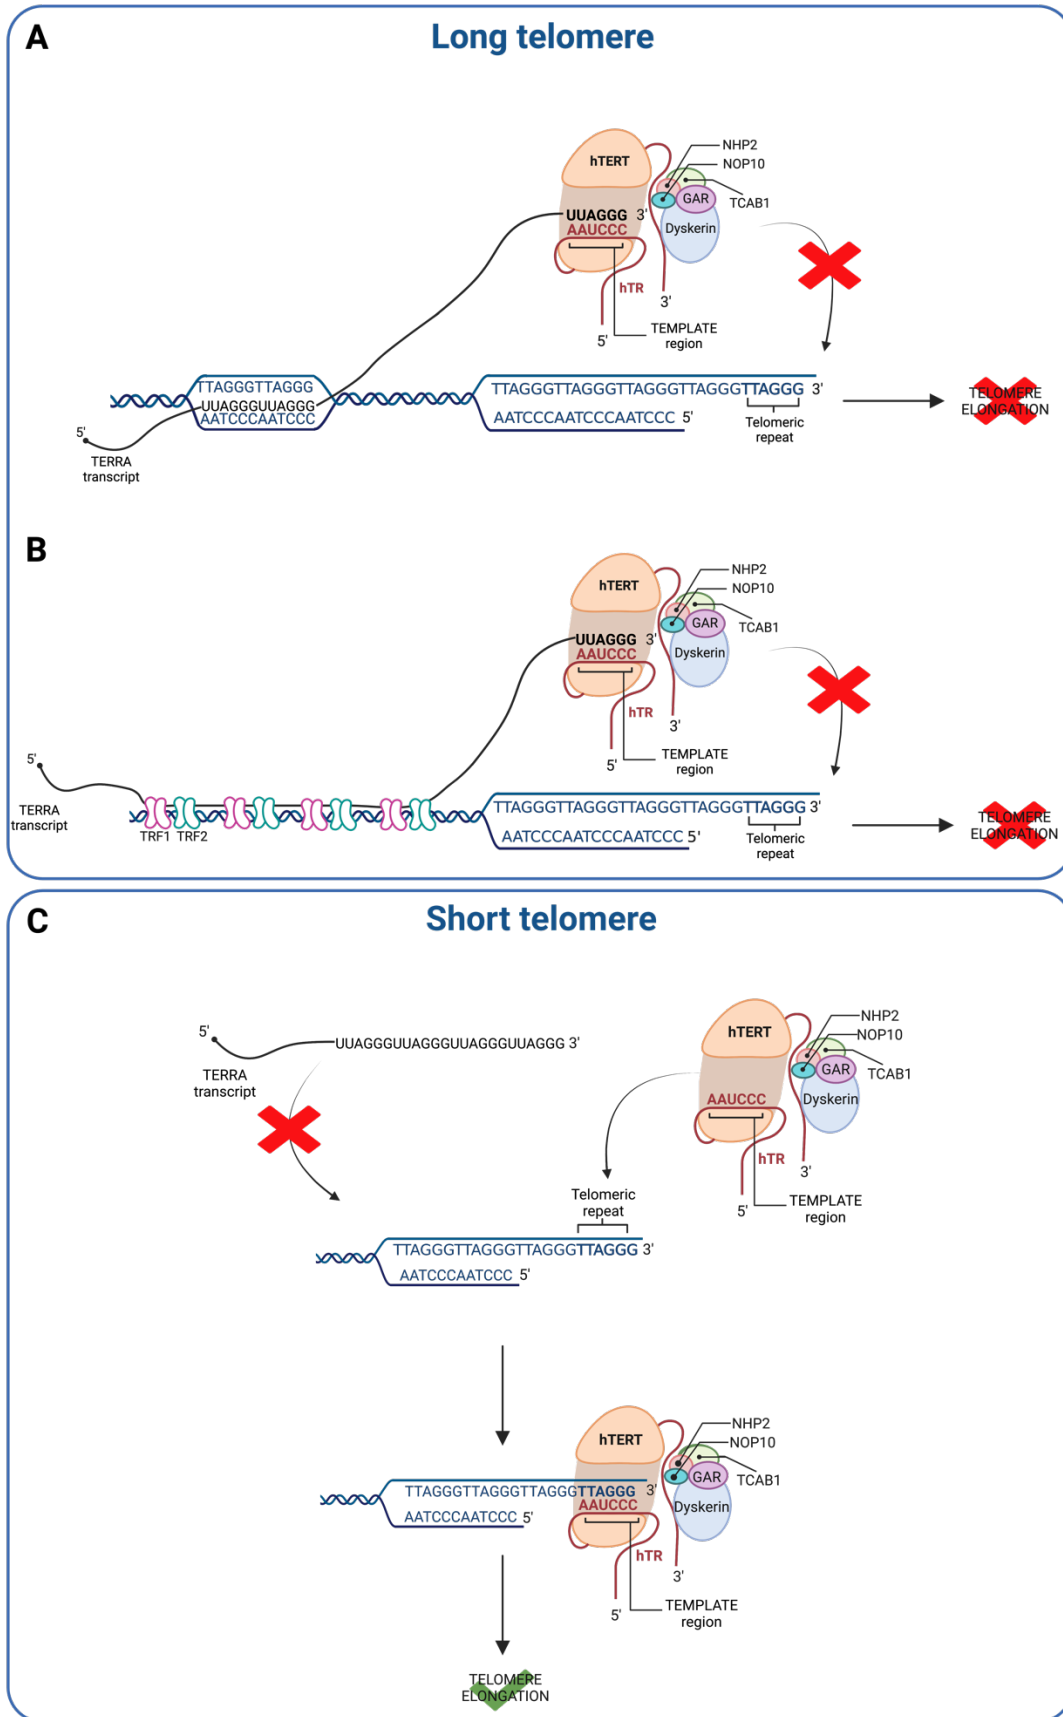 A
Long telomere
hTERT
NHP2
NOP10
GAR
TCAB1
Dyskerin
UUAGGG 3'
AAUCCC
hTR
3'
5'
TEMPLATE
region
TTAGGGTTAGGG
UUAGGGUUAGGG
AATCCCAATCCC
5'
TERRA
transcript
TTAGGGTTAGGGTTAGGGTTAGGGTTAGGG 3'
AATCCCAATCCCAATCCC 5'
Telomeric
repeat
TELOMERE
ELONGATION
B
hTERT
NHP2
NOP10
GAR
TCAB1
Dyskerin
UUAGGG 3'
AAUCCC
hTR
3'
5'
TEMPLATE
region
5'
TERRA
transcript
TRF1 TRF2
TTAGGGTTAGGGTTAGGGTTAGGGTTAGGG 3'
AATCCCAATCCCAATCCC 5'
Telomeric
repeat
TELOMERE
ELONGATION
C
Short telomere
5'
UUAGGGUUAGGGUUAGGGUUAGGG 3'
TERRA
transcript
hTERT
NHP2
NOP10
GAR
TCAB1
Dyskerin
AAUCCC
hTR
3'
5'
TEMPLATE
region
Telomeric
repeat
TTAGGGTTAGGGTTAGGGTTAGGG 3'
AATCCCAATCCC 5'
hTERT
NHP2
NOP10
GAR
TCAB1
Dyskerin
TTAGGGTTAGGGTTAGGGTTAGGG 3'
AAUCCC
AATCCCAATCCC 5'
hTR
3'
5'
TEMPLATE
region
TELOMERE
ELONGATION